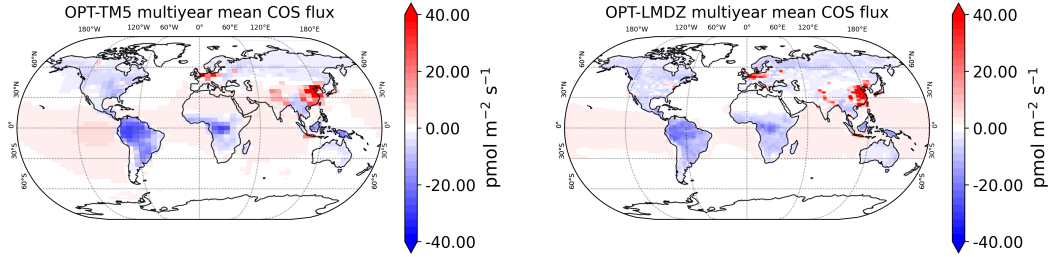 OPT-TM5 multiyear mean COS flux
180°W 120°W 60°W 0° 60°E 120°E 180°E
60°N 60°N
30°N 30°N
0° 0°
30°S 30°S
60°S 60°S
40.00
20.00
0.00
-20.00
-40.00
pmol m⁻² s⁻¹
OPT-LMDZ multiyear mean COS flux
180°W 120°W 60°W 0° 60°E 120°E 180°E
60°N 60°N
30°N 30°N
0° 0°
30°S 30°S
60°S 60°S
40.00
20.00
0.00
-20.00
-40.00
pmol m⁻² s⁻¹